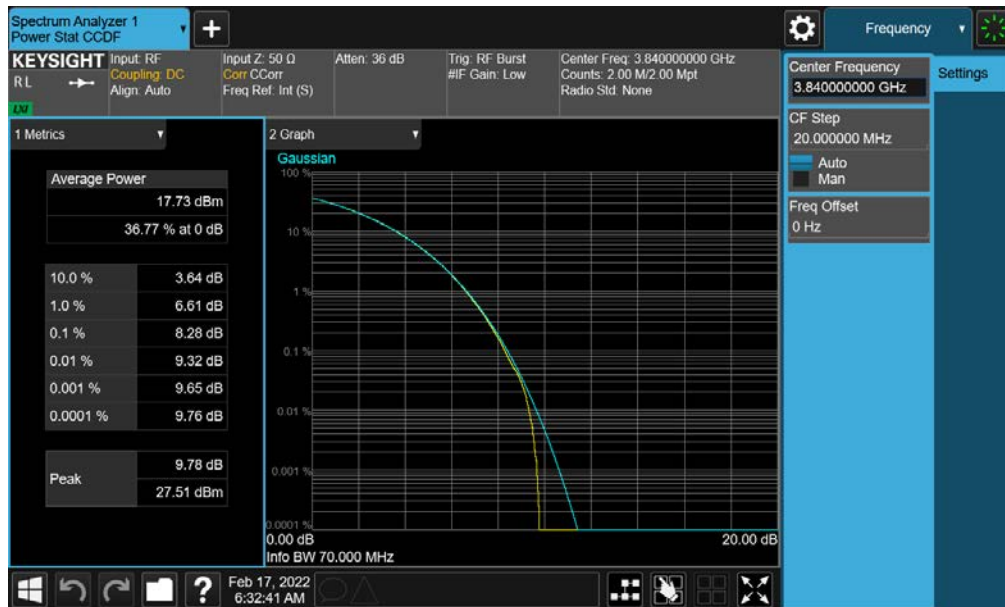 Spectrum Analyzer 1
Power Stat CCDF
+
Frequency
KEYSIGHT
RL
LXI
Input: RF
Coupling: DC
Align: Auto
Input Z: 50 Ω
Corr CCorr
Freq Ref: Int (S)
Atten: 36 dB
Trig: RF Burst
#IF Gain: Low
Center Freq: 3.840000000 GHz
Counts: 2.00 M/2.00 Mpt
Radio Std: None
Center Frequency
3.840000000 GHz
Settings
CF Step
20.000000 MHz
Auto
Man
Freq Offset
0 Hz
1 Metrics
Average Power
17.73 dBm
36.77 % at 0 dB
10.0 % 3.64 dB
1.0 % 6.61 dB
0.1 % 8.28 dB
0.01 % 9.32 dB
0.001 % 9.65 dB
0.0001 % 9.76 dB
Peak
9.78 dB
27.51 dBm
2 Graph
Gaussian
100 %
10 %
1 %
0.1 %
0.01 %
0.001 %
0.0001 %
0.00 dB 20.00 dB
Info BW 70.000 MHz
?
Feb 17, 2022
6:32:41 AM